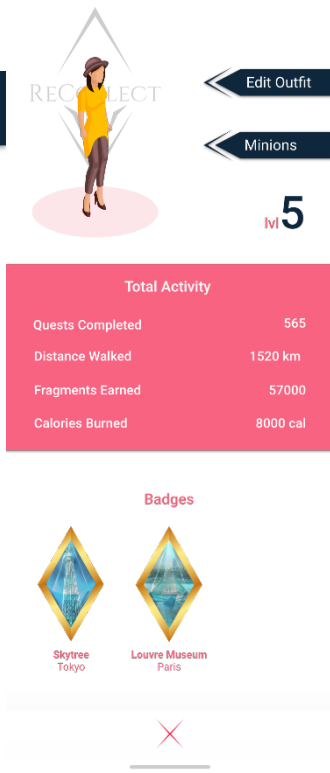 RECOLLECT
Edit Outfit
Minions
lvl 5
Total Activity
Quests Completed 565
Distance Walked 1520 km
Fragments Earned 57000
Calories Burned 8000 cal
Badges
Skytree
Tokyo
Louvre Museum
Paris